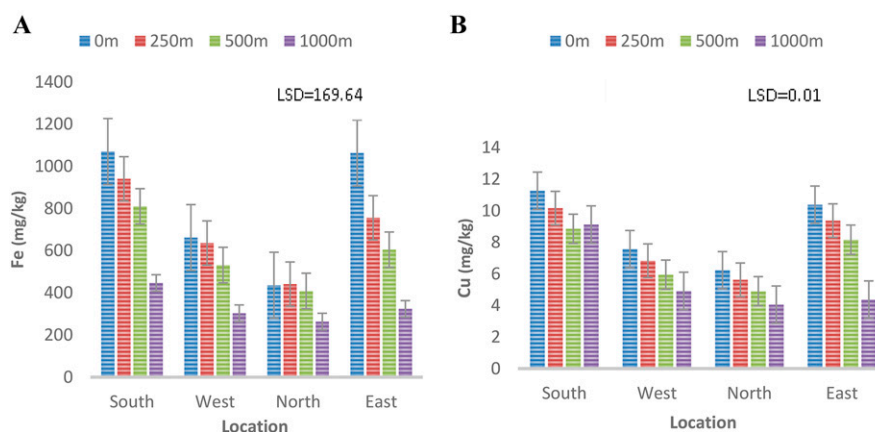 A
0m 250m 500m 1000m
LSD=169.64
1400
1200
1000
800
600
400
200
0
Fe (mg/kg)
South West North East
Location
B
0m 250m 500m 1000m
LSD=0.01
14
12
10
8
6
4
2
0
Cu (mg/kg)
South West North East
Location